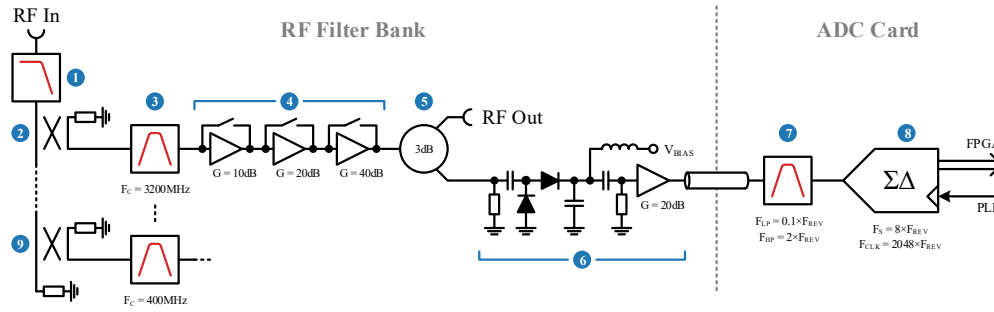 RF In
RF Filter Bank
ADC Card
1
2
3
4
5
RF Out
3dB
V_BIAS
7
8
FPGA
ΣΔ
PLL
G = 10dB
G = 20dB
G = 40dB
F_C = 3200MHz
G = 20dB
F_LP = 0.1×F_REV
F_HP = 2×F_REV
F_S = 8×F_REV
F_CLK = 2048×F_REV
9
6
F_C = 400MHz